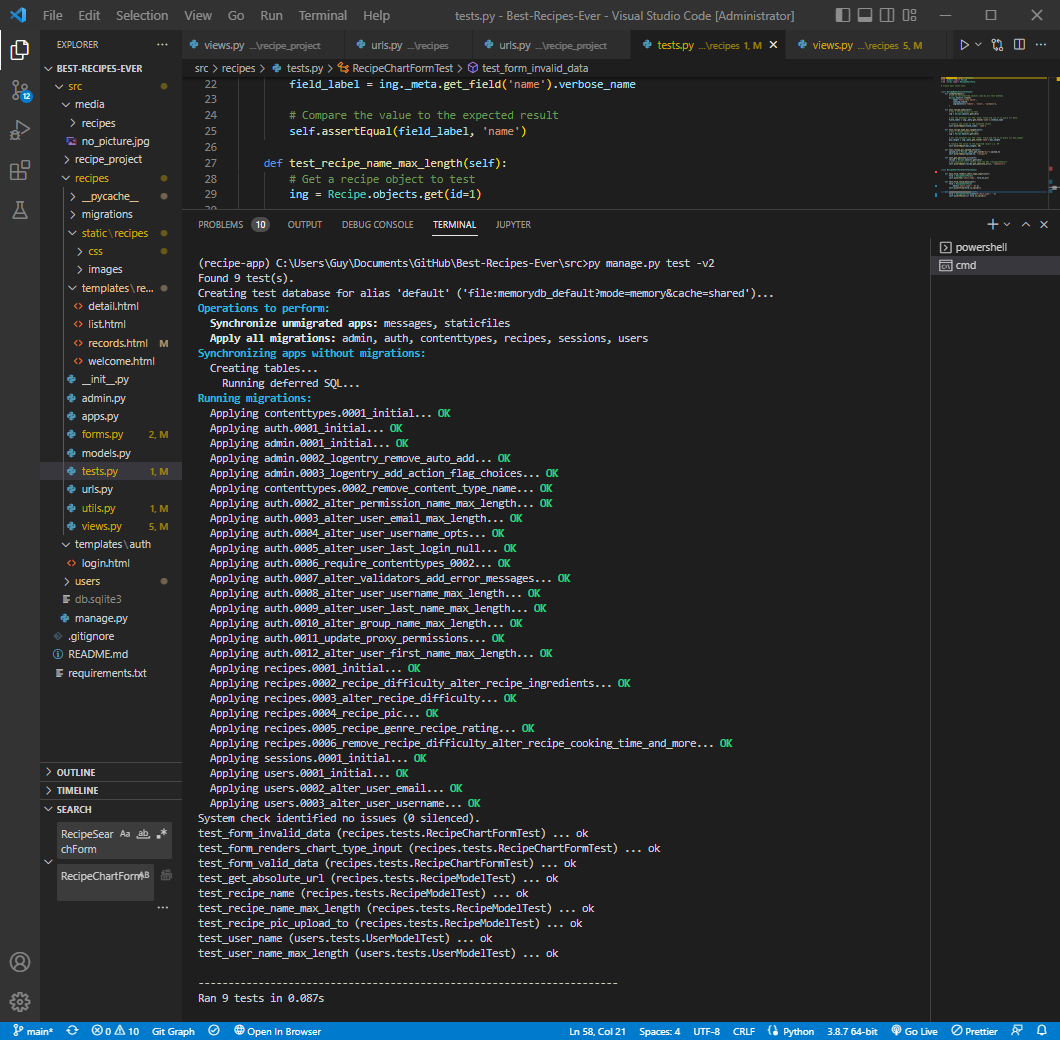 File Edit Selection View Go Run Terminal Help tests.py - Best-Recipes-Ever - Visual Studio Code [Administrator]
EXPLORER
views.py ...\recipe_project
urls.py ...\recipes
urls.py ...\recipe_project
tests.py ...\recipes 1, M
views.py ...\recipes 5, M
src > recipes > tests.py > RecipeChartFormTest > test_form_invalid_data
BEST-RECIPES-EVER
src
media
recipes
no_picture.jpg
recipe_project
recipes
__pycache__
migrations
static\recipes
css
images
templates\re...
detail.html
list.html
records.html M
welcome.html
__init__.py
admin.py
apps.py
forms.py 2, M
models.py
tests.py 1, M
urls.py
utils.py 1, M
views.py 5, M
templates\auth
login.html
users
db.sqlite3
manage.py
.gitignore
README.md
requirements.txt
OUTLINE
TIMELINE
SEARCH
RecipeSear
chForm
Aa ab .*
RecipeChartForm AB
12
22 field_label = ing._meta.get_field('name').verbose_name
23
24 # Compare the value to the expected result
25 self.assertEqual(field_label, 'name')
26
27 def test_recipe_name_max_length(self):
28 # Get a recipe object to test
29 ing = Recipe.objects.get(id=1)
PROBLEMS 10 OUTPUT DEBUG CONSOLE TERMINAL JUPYTER
powershell
cmd
(recipe-app) C:\Users\Guy\Documents\GitHub\Best-Recipes-Ever\src>py manage.py test -v2
Found 9 test(s).
Creating test database for alias 'default' ('file:memorydb_default?mode=memory&cache=shared')...
Operations to perform:
Synchronize unmigrated apps: messages, staticfiles
Apply all migrations: admin, auth, contenttypes, recipes, sessions, users
Synchronizing apps without migrations:
Creating tables...
Running deferred SQL...
Running migrations:
Applying contenttypes.0001_initial... OK
Applying auth.0001_initial... OK
Applying admin.0001_initial... OK
Applying admin.0002_logentry_remove_auto_add... OK
Applying admin.0003_logentry_add_action_flag_choices... OK
Applying contenttypes.0002_remove_content_type_name... OK
Applying auth.0002_alter_permission_name_max_length... OK
Applying auth.0003_alter_user_email_max_length... OK
Applying auth.0004_alter_user_username_opts... OK
Applying auth.0005_alter_user_last_login_null... OK
Applying auth.0006_require_contenttypes_0002... OK
Applying auth.0007_alter_validators_add_error_messages... OK
Applying auth.0008_alter_user_username_max_length... OK
Applying auth.0009_alter_user_last_name_max_length... OK
Applying auth.0010_alter_group_name_max_length... OK
Applying auth.0011_update_proxy_permissions... OK
Applying auth.0012_alter_user_first_name_max_length... OK
Applying recipes.0001_initial... OK
Applying recipes.0002_recipe_difficulty_alter_recipe_ingredients... OK
Applying recipes.0003_alter_recipe_difficulty... OK
Applying recipes.0004_recipe_pic... OK
Applying recipes.0005_recipe_genre_recipe_rating... OK
Applying recipes.0006_remove_recipe_difficulty_alter_recipe_cooking_time_and_more... OK
Applying sessions.0001_initial... OK
Applying users.0001_initial... OK
Applying users.0002_alter_user_email... OK
Applying users.0003_alter_user_username... OK
System check identified no issues (0 silenced).
test_form_invalid_data (recipes.tests.RecipeChartFormTest) ... ok
test_form_renders_chart_type_input (recipes.tests.RecipeChartFormTest) ... ok
test_form_valid_data (recipes.tests.RecipeChartFormTest) ... ok
test_get_absolute_url (recipes.tests.RecipeModelTest) ... ok
test_recipe_name (recipes.tests.RecipeModelTest) ... ok
test_recipe_name_max_length (recipes.tests.RecipeModelTest) ... ok
test_recipe_pic_upload_to (recipes.tests.RecipeModelTest) ... ok
test_user_name (users.tests.UserModelTest) ... ok
test_user_name_max_length (users.tests.UserModelTest) ... ok
----------------------------------------------------------------------
Ran 9 tests in 0.087s
main* 0 10 Git Graph Open In Browser Ln 58, Col 21 Spaces: 4 UTF-8 CRLF Python 3.8.7 64-bit Go Live Prettier